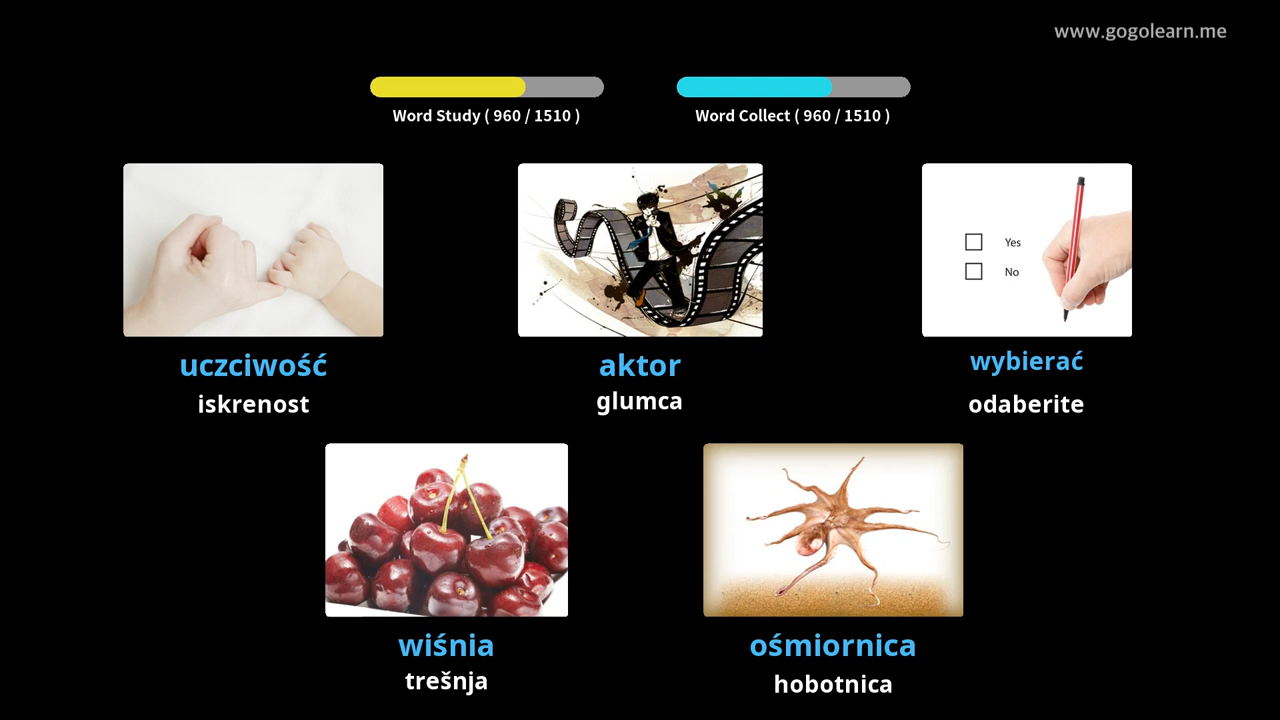 www.gogolearn.me
Word Study ( 960 / 1510 )
Word Collect ( 960 / 1510 )
Yes
No
uczciwość
iskrenost
aktor
glumca
wybierać
odaberite
wiśnia
trešnja
ośmiornica
hobotnica